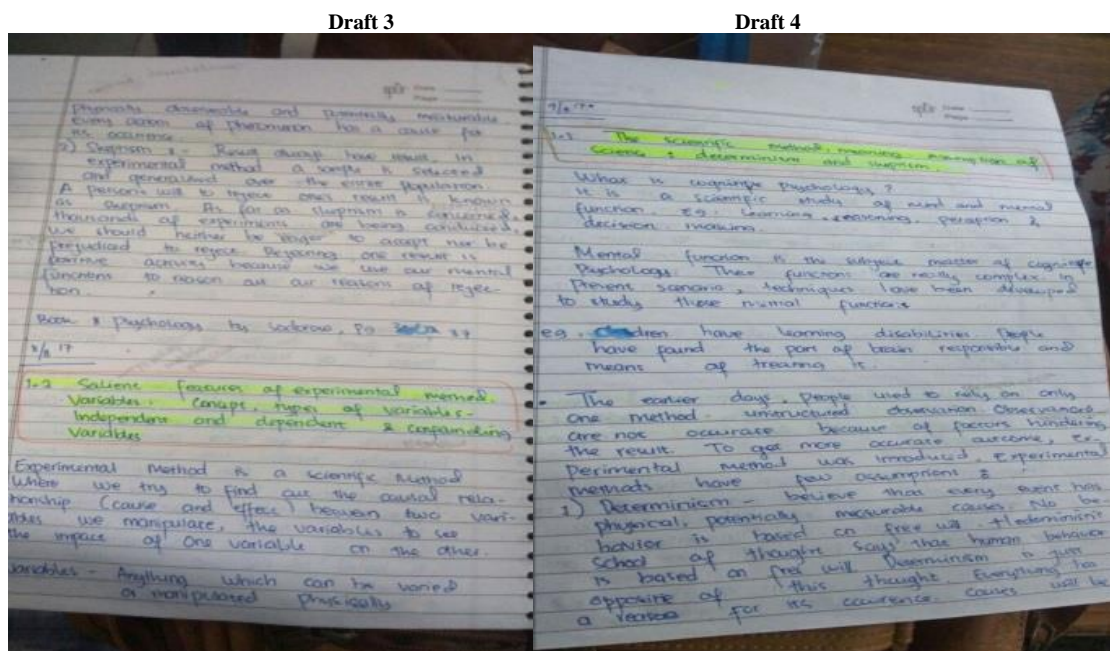 Draft 3
physically observable and potentially measurable
every action of phenomenon has a cause for
its occurence.
2) Skeptism :- Result always have result. In
experimental method a sample is selected
and generalised over the entire population.
A person's will to reject one's result is known
as skeptism. As far as skeptism is concerned,
thousands of experiments are being conducted,
we should neither be eager to accept nor be
prejudiced to reject. Rejecting one result is
positive activity because we use our mental
functions to reason out our reasons of rejec-
tion.
Book : Psychology by Pg 37
17
1.2 Salient features of experimental method.
Variables - concept, types of variables -
Independent and dependent & confounding
Variables
Experimental Method is a scientific method
where we try to find out the causal rela-
tionship (cause and effect) between two vari-
ables we manipulate, the variables to see
the impact of one variable on the other.
Variables - Anything which can be varied
or manipulated physically
Draft 4
17
1.1 The scientific method, meaning assumption of
science : determinism and skeptism.
What is cognitive psychology?
It is a scientific study of mind and mental
function. eg: learning, reasoning, perception &
decision making.
Mental function is the subject matter of cognitive
Psychology. Their functions are really complex. In
present scenario, techniques have been developed
to study these mental functions
eg. children have learning disabilities. People
have found the part of brain responsible and
means of treating it.
The earlier days, people used to rely on only
one method - unstructured observation. Observations
are not accurate because of factors hindering
the result. To get more accurate outcome, Ex-
perimental method was introduced. Experimental
methods have few assumptions :
1) Determinism - believe that every event has
physical, potentially measurable causes. No be-
havior is based on free will.
school of thought says that human behavior
is based on free will Determinism is just
opposite of this thought. Everything has
a reason for its occurence. Causes will be